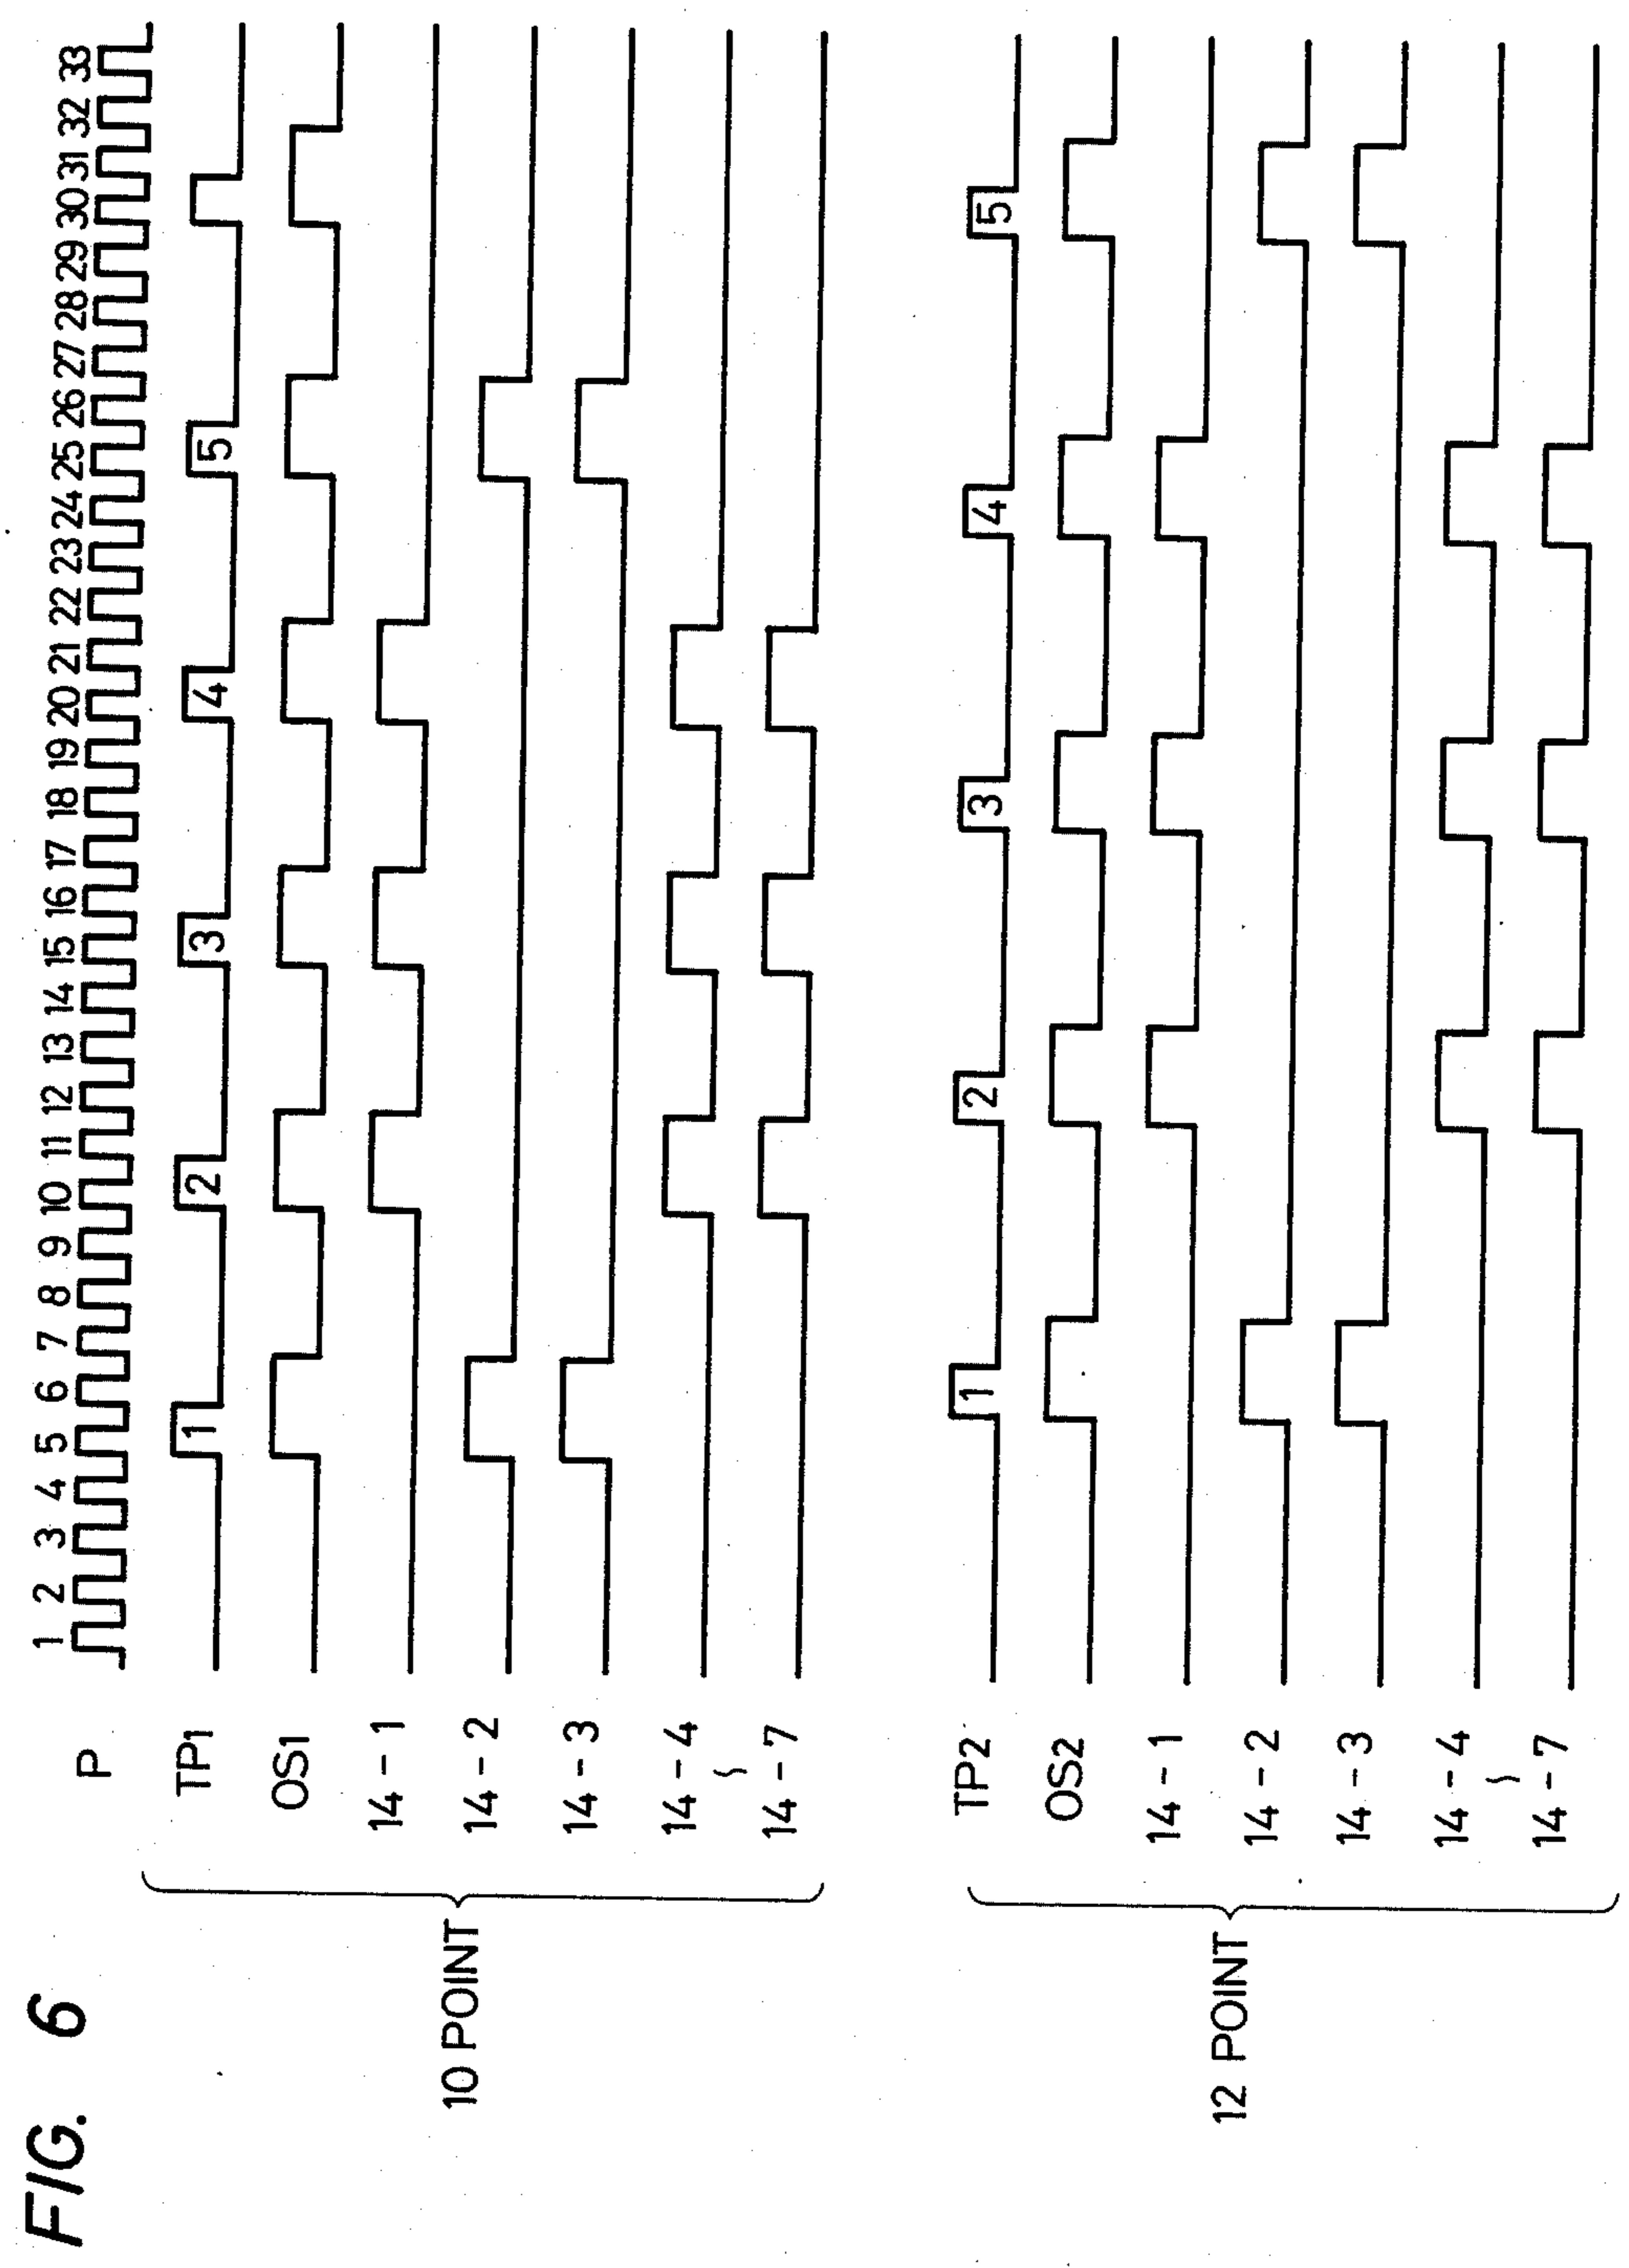 FIG. 6
P
1 2 3 4 5 6 7 8 9 10 11 12 13 14 15 16 17 18 19 20 21 22 23 24 25 26 27 28 29 30 31 32 33
10 POINT
TP1
1 2 3 4 5
OS1
14 - 1
14 - 2
14 - 3
14 - 4
~
14 - 7
12 POINT
TP2
1 2 3 4 5
OS2
14 - 1
14 - 2
14 - 3
14 - 4
~
14 - 7